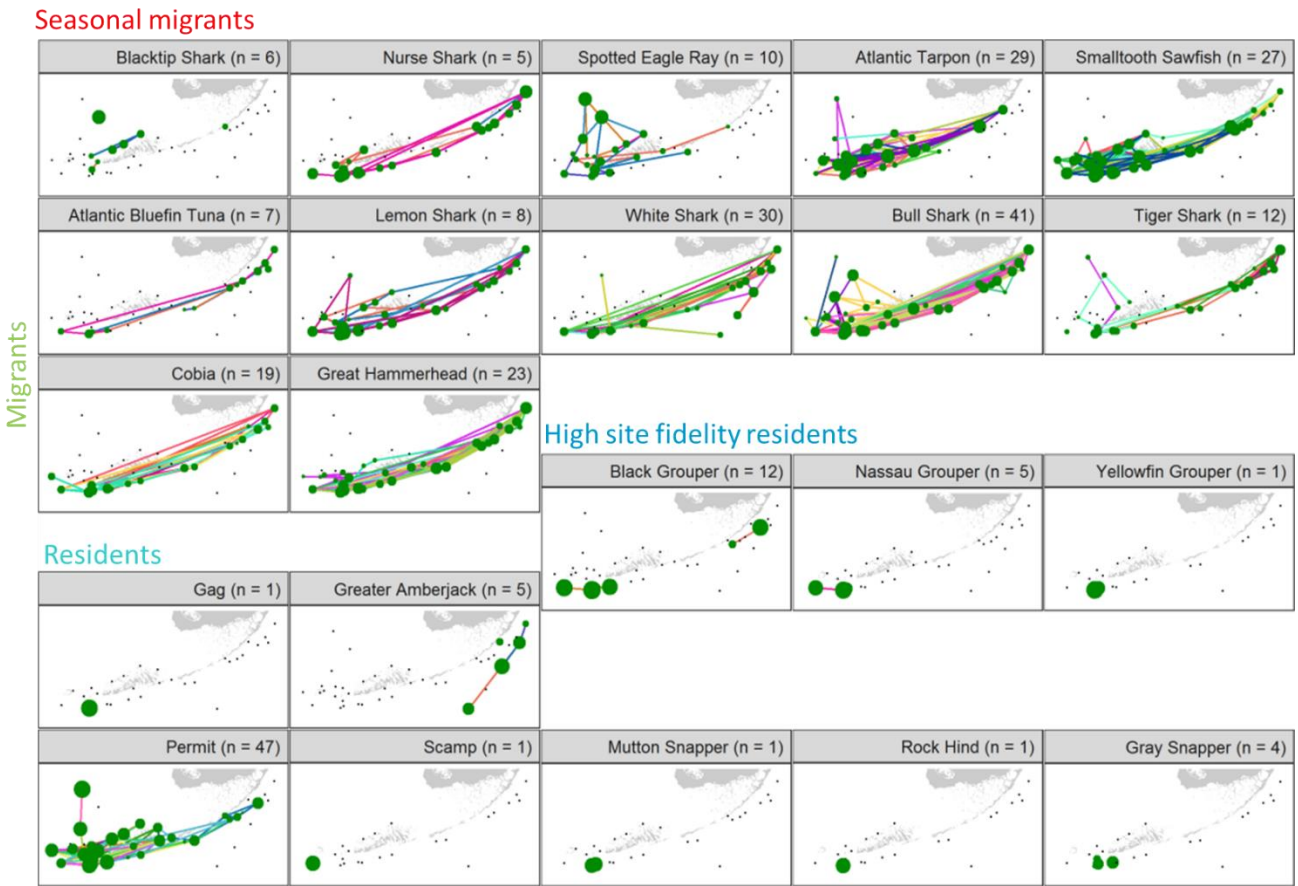 Seasonal migrants
Blacktip Shark (n = 6)
Nurse Shark (n = 5)
Spotted Eagle Ray (n = 10)
Atlantic Tarpon (n = 29)
Smalltooth Sawfish (n = 27)
Atlantic Bluefin Tuna (n = 7)
Lemon Shark (n = 8)
White Shark (n = 30)
Bull Shark (n = 41)
Tiger Shark (n = 12)
Migrants
Cobia (n = 19)
Great Hammerhead (n = 23)
High site fidelity residents
Black Grouper (n = 12)
Nassau Grouper (n = 5)
Yellowfin Grouper (n = 1)
Residents
Gag (n = 1)
Greater Amberjack (n = 5)
Permit (n = 47)
Scamp (n = 1)
Mutton Snapper (n = 1)
Rock Hind (n = 1)
Gray Snapper (n = 4)